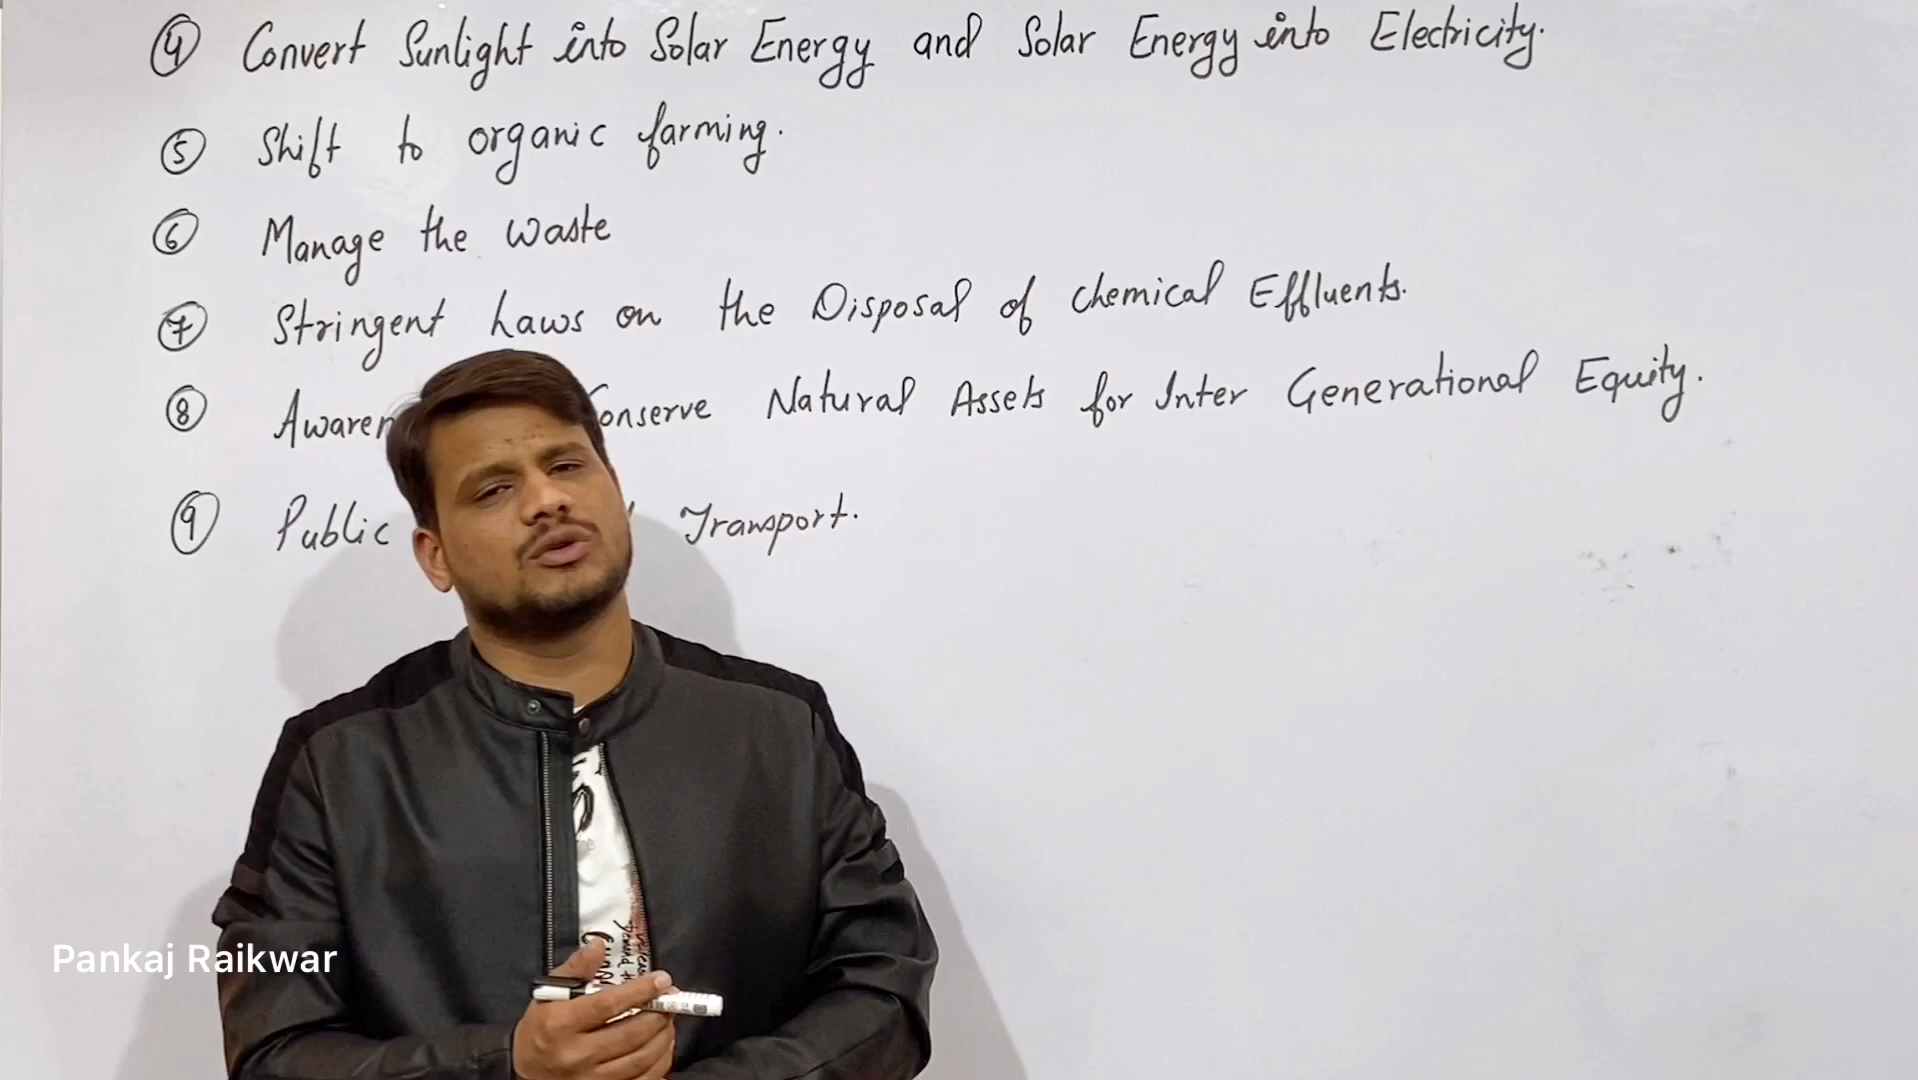 ④ Convert Sunlight into Solar Energy and Solar Energy into Electricity.
⑤ Shift to organic farming.
⑥ Manage the waste
⑦ Stringent Laws on the Disposal of Chemical Effluents.
⑧ Conserve Natural Assets for Inter Generational Equity.
⑨ Public Transport.
Pankaj Raikwar